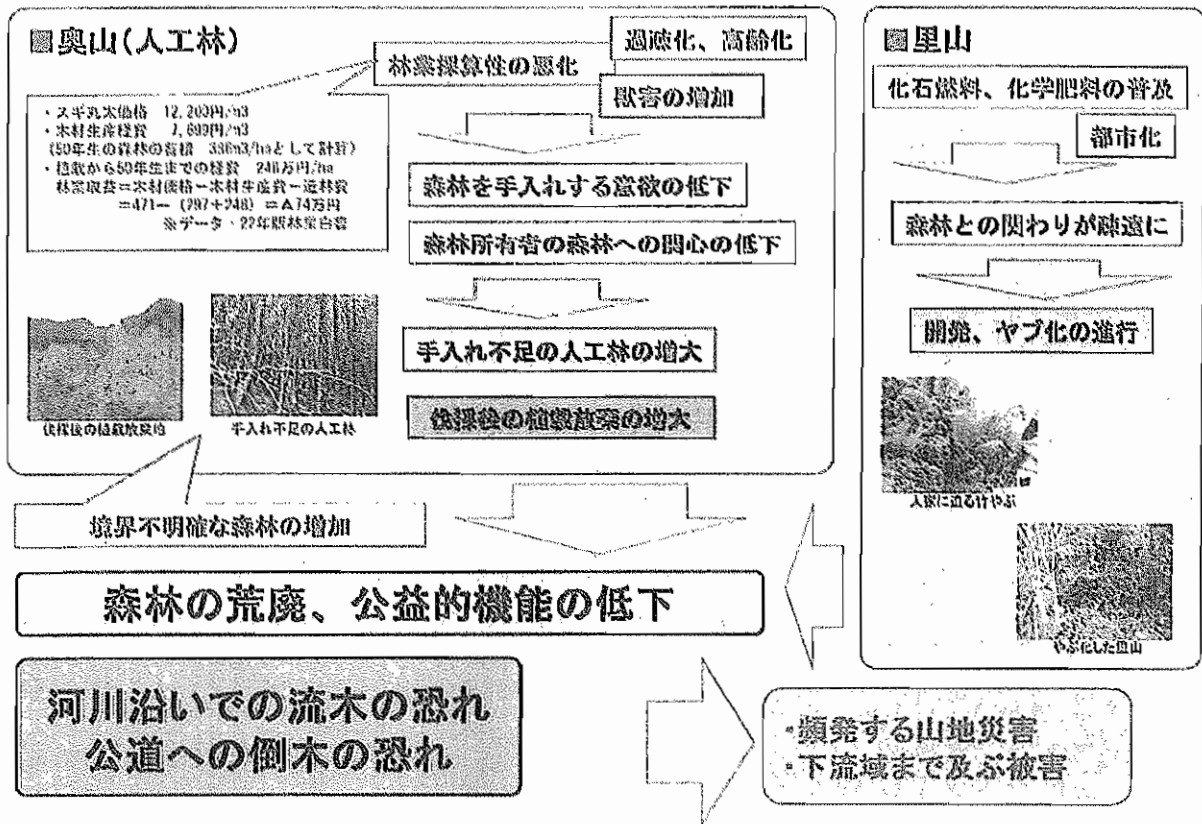 ■奥山(人工林)
過疎化、高齢化
林業採算性の悪化
獣害の増加
・スギ丸太価格 12,200円/m3
・木材生産経費 7,699円/m3
(50年生の森林の蓄積 386m3/haとして計算)
・植栽から50年生までの経費 248万円/ha
林業収益=木材価格-木材生産費-造林費
=471-(297+248)=▲74万円
※データ・22年版林業白書
森林を手入れする意欲の低下
森林所有者の森林への関心の低下
手入れ不足の人工林の増大
伐採後の植栽放棄の増大
伐採後の植栽放棄地
手入れ不足の人工林
境界不明確な森林の増加
■里山
化石燃料、化学肥料の普及
都市化
森林との関わりが疎遠に
開発、ヤブ化の進行
人家に迫る竹やぶ
やぶ化した里山
森林の荒廃、公益的機能の低下
河川沿いでの流木の恐れ
公道への倒木の恐れ
・頻発する山地災害
・下流域まで及ぶ被害